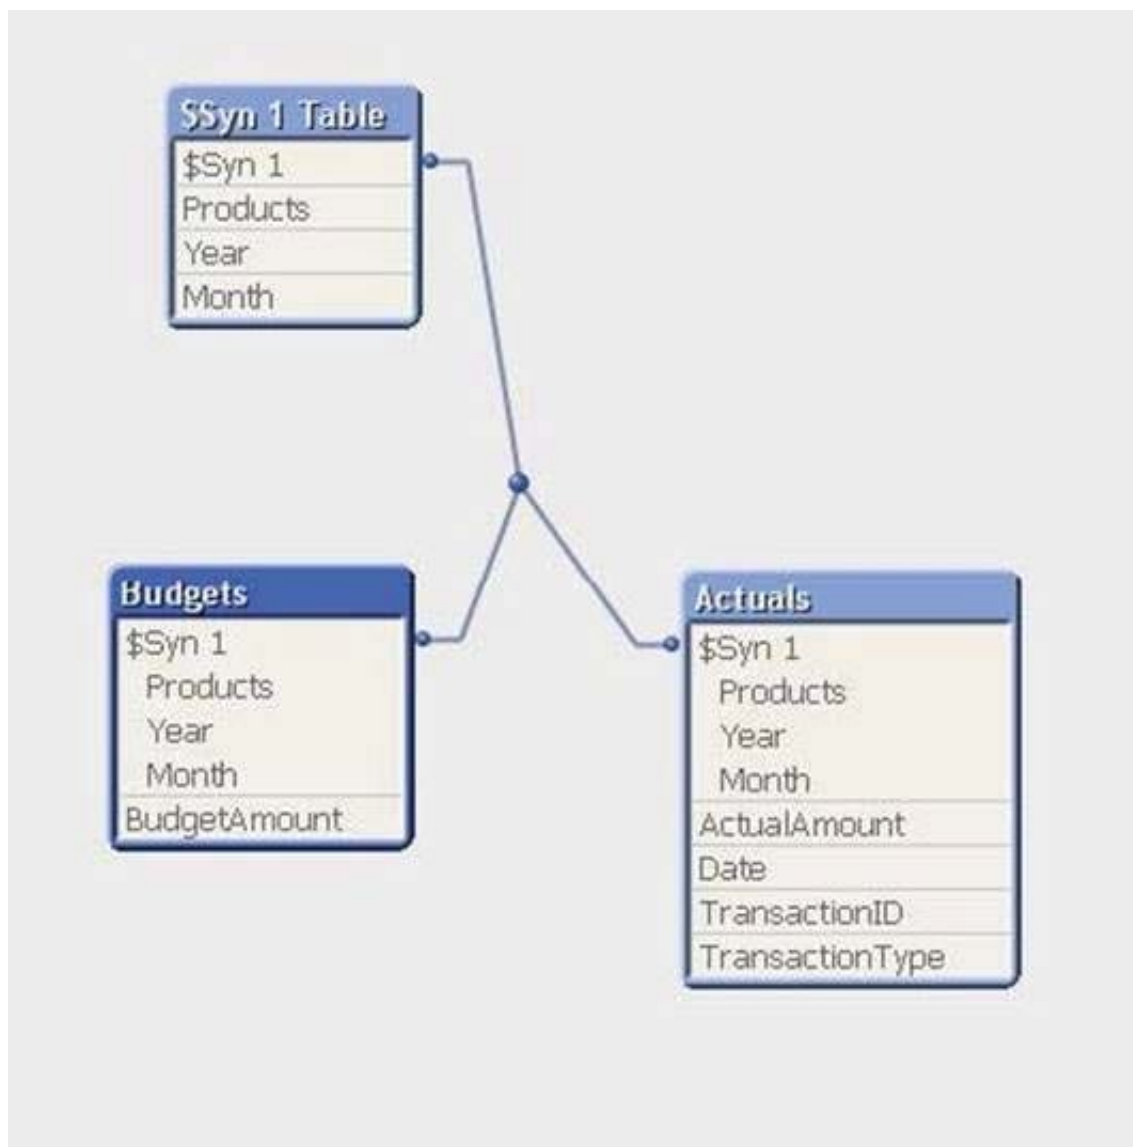 $Syn 1 Table
$Syn 1
Products
Year
Month
Budgets
$Syn 1
Products
Year
Month
BudgetAmount
Actuals
$Syn 1
Products
Year
Month
ActualAmount
Date
TransactionID
TransactionType